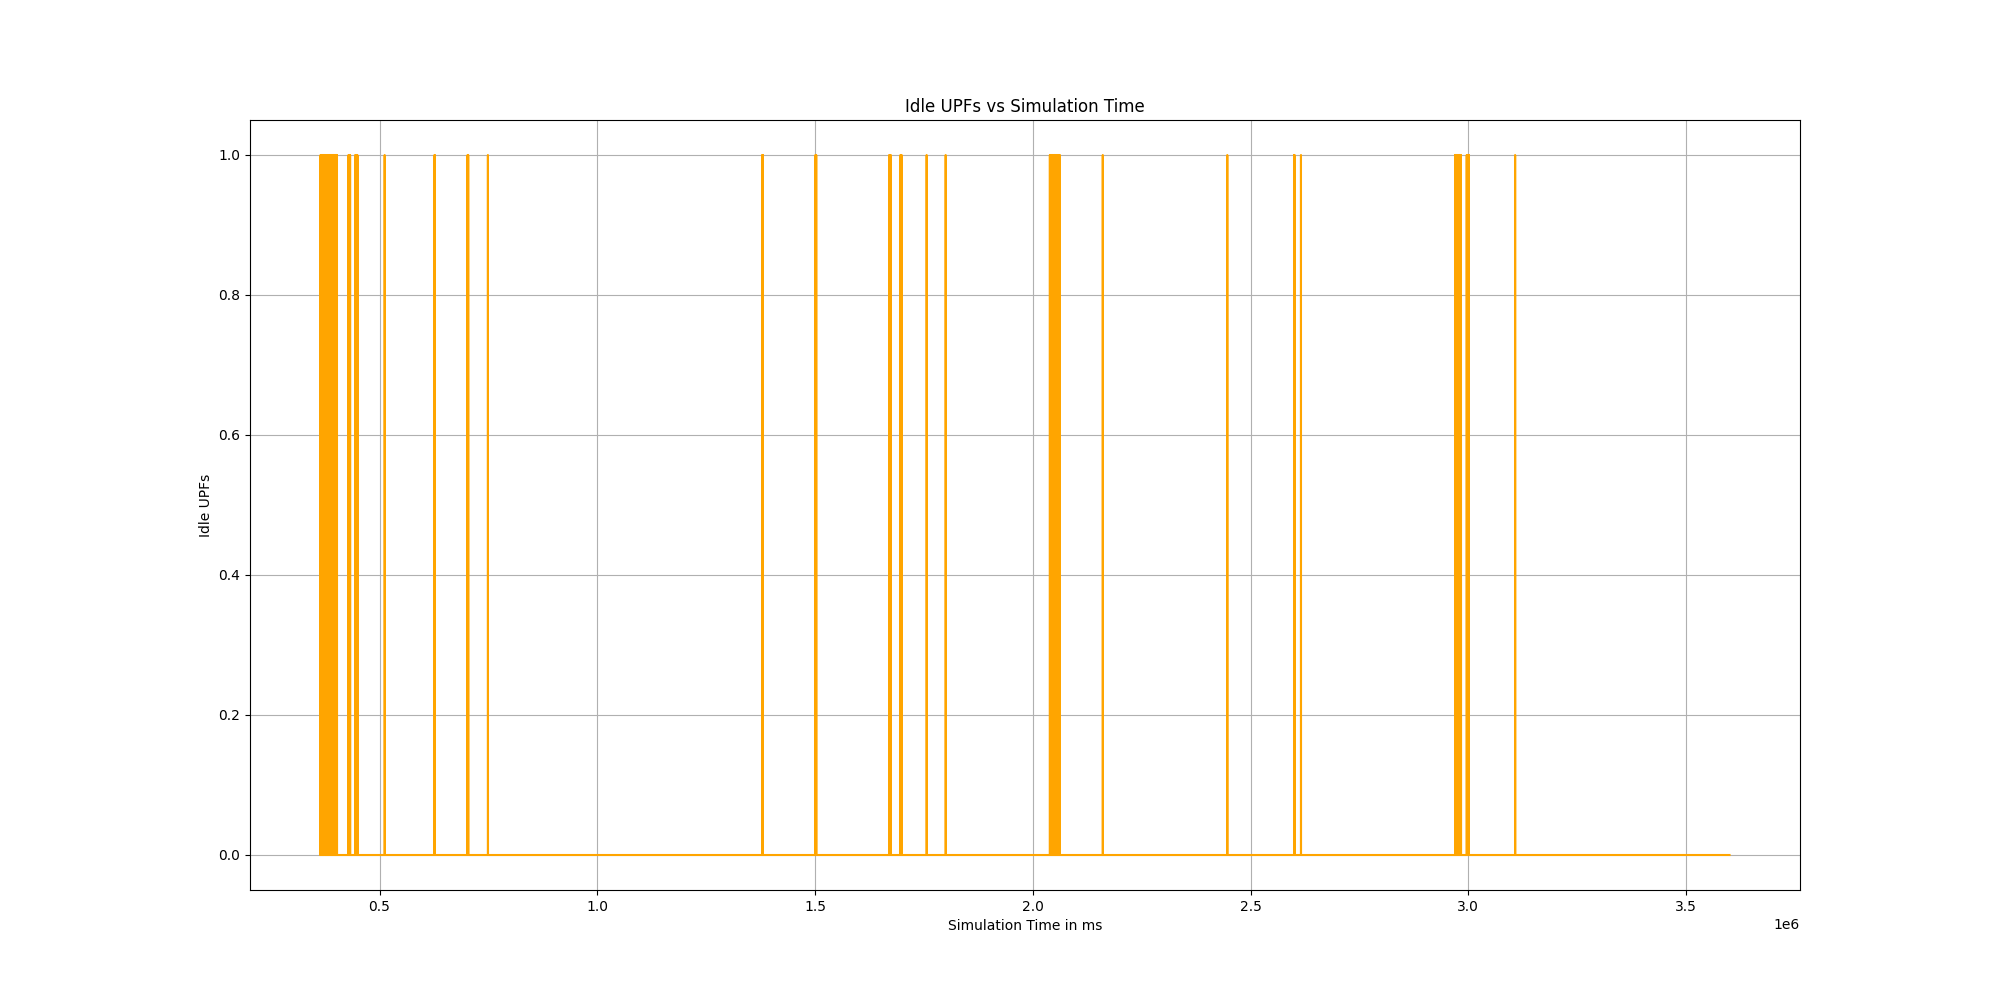 Idle UPFs vs Simulation Time
1.0
0.8
0.6
0.4
0.2
0.0
Idle UPFs
0.5 1.0 1.5 2.0 2.5 3.0 3.5
1e6
Simulation Time in ms